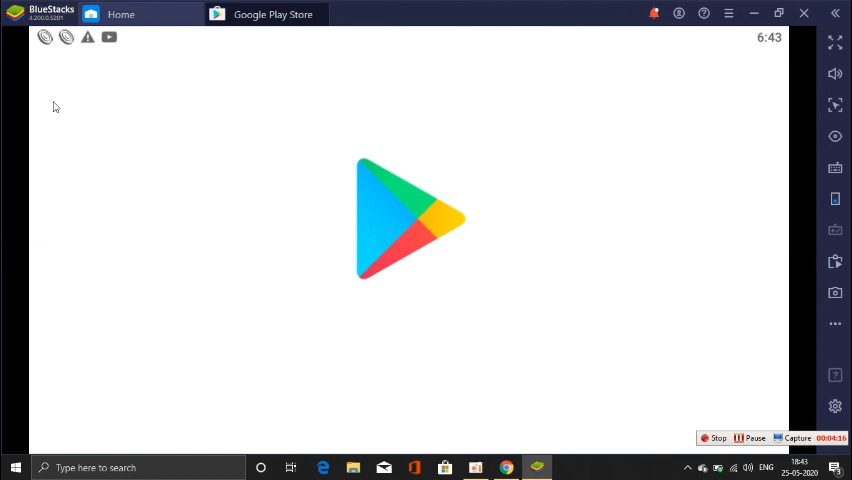 BlueStacks
4.200.0.5201
Home
Google Play Store
6:43
Stop
Pause
Capture
00:04:16
Type here to search
ENG
18:43
25-05-2020
3